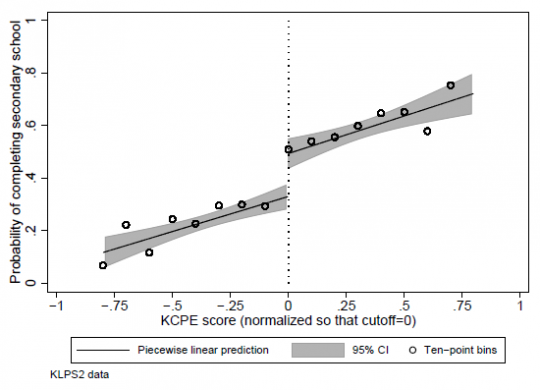 Probability of completing secondary school
1
.8
.6
.4
.2
0
-1 -.75 -.5 -.25 0 .25 .5 .75 1
KCPE score (normalized so that cutoff=0)
Piecewise linear prediction 95% CI Ten-point bins
KLPS2 data